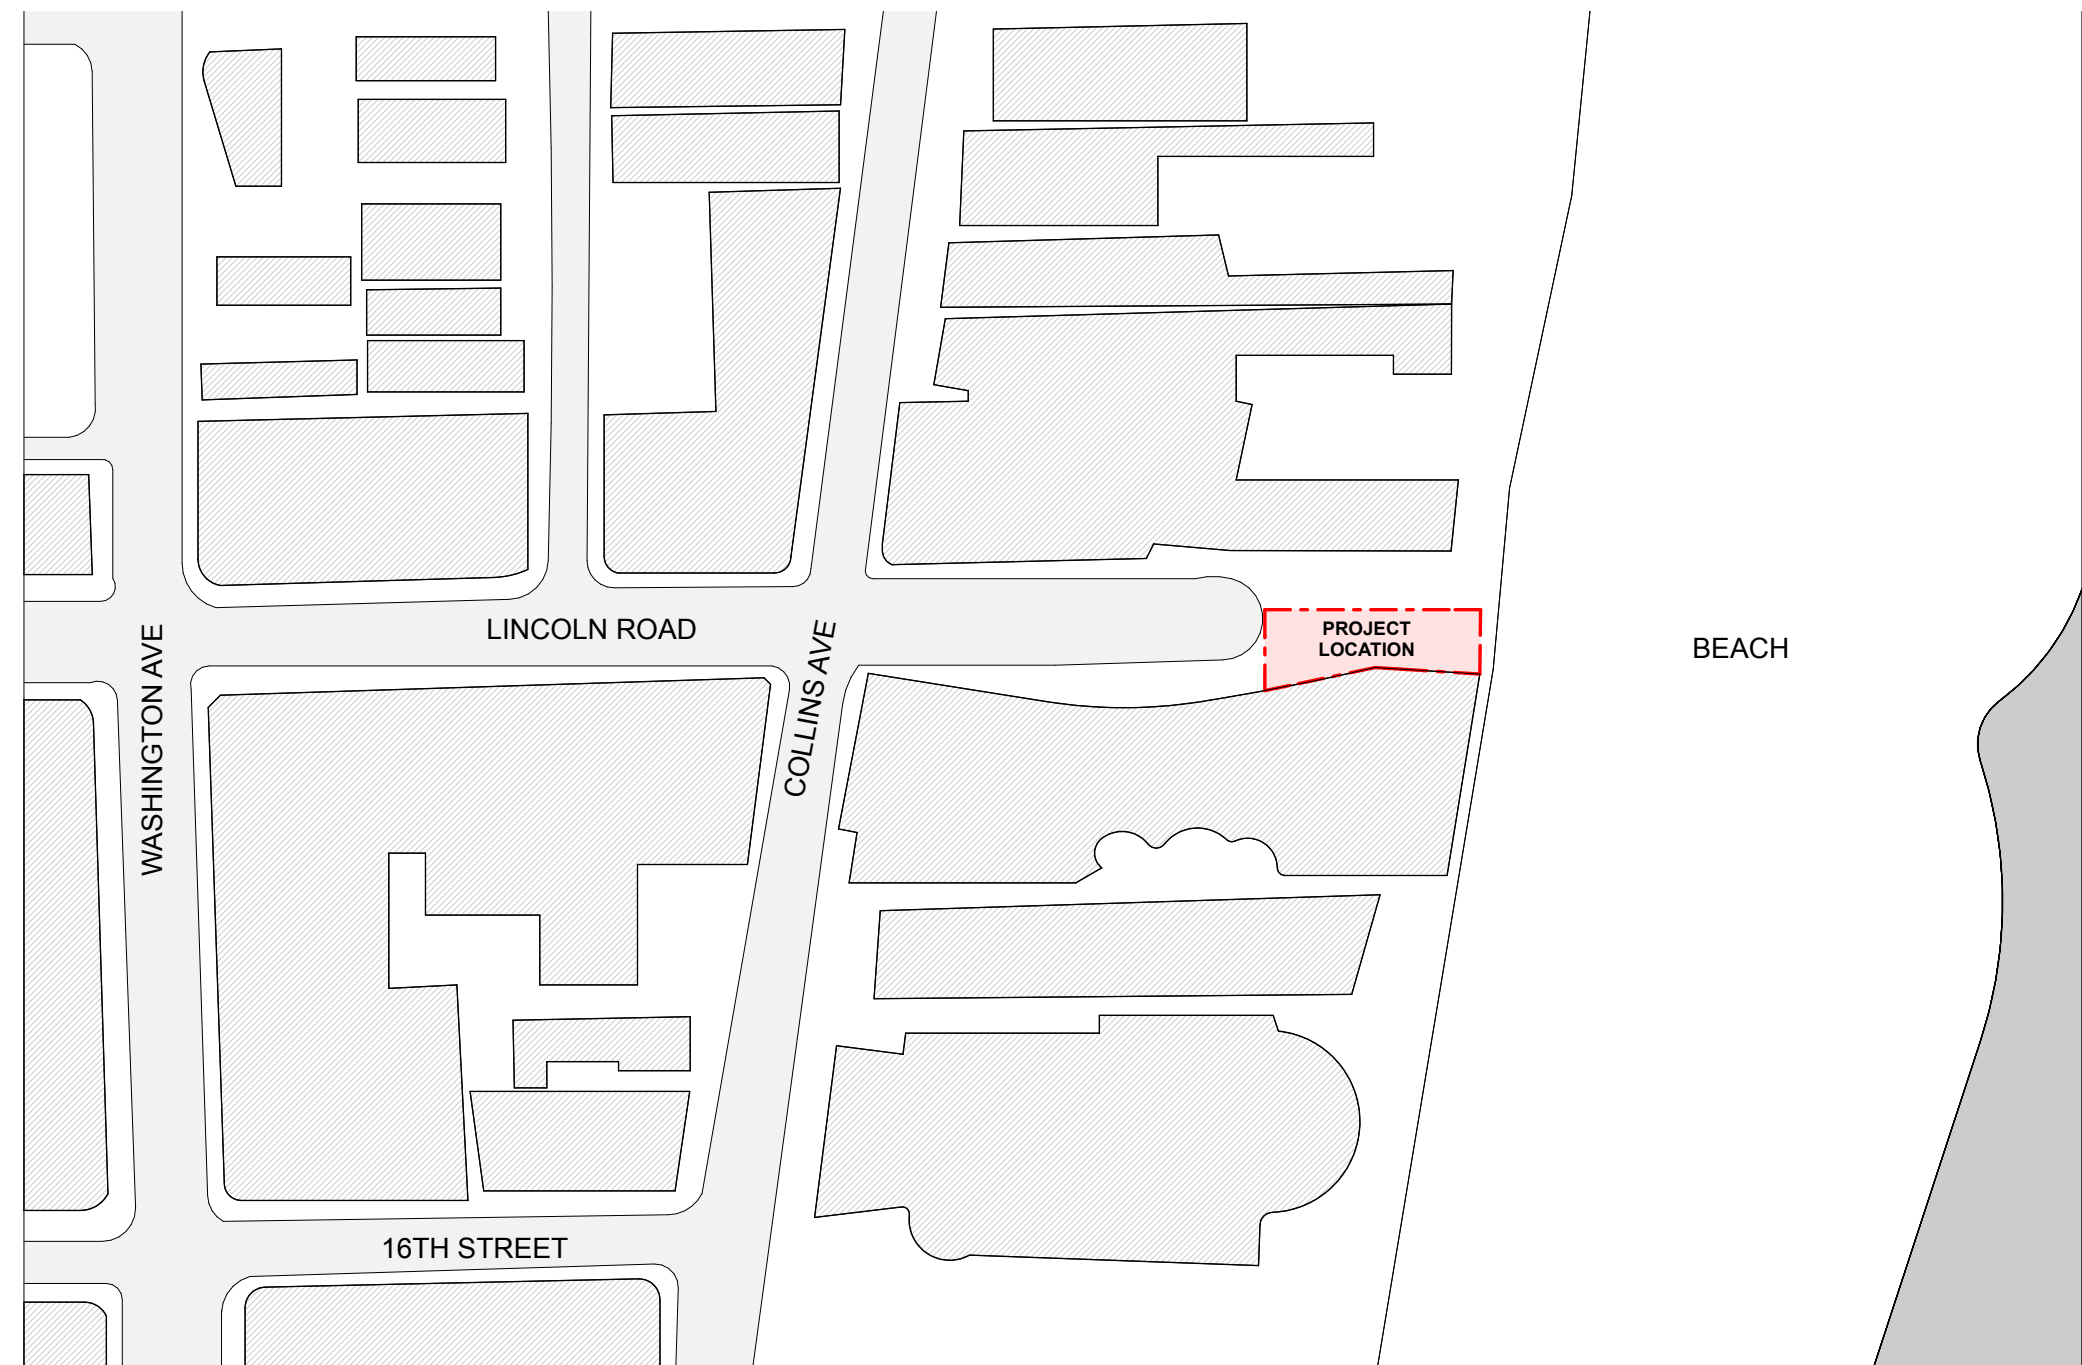 LINCOLN ROAD
PROJECT
LOCATION
BEACH
WASHINGTON AVE
COLLINS AVE
16TH STREET